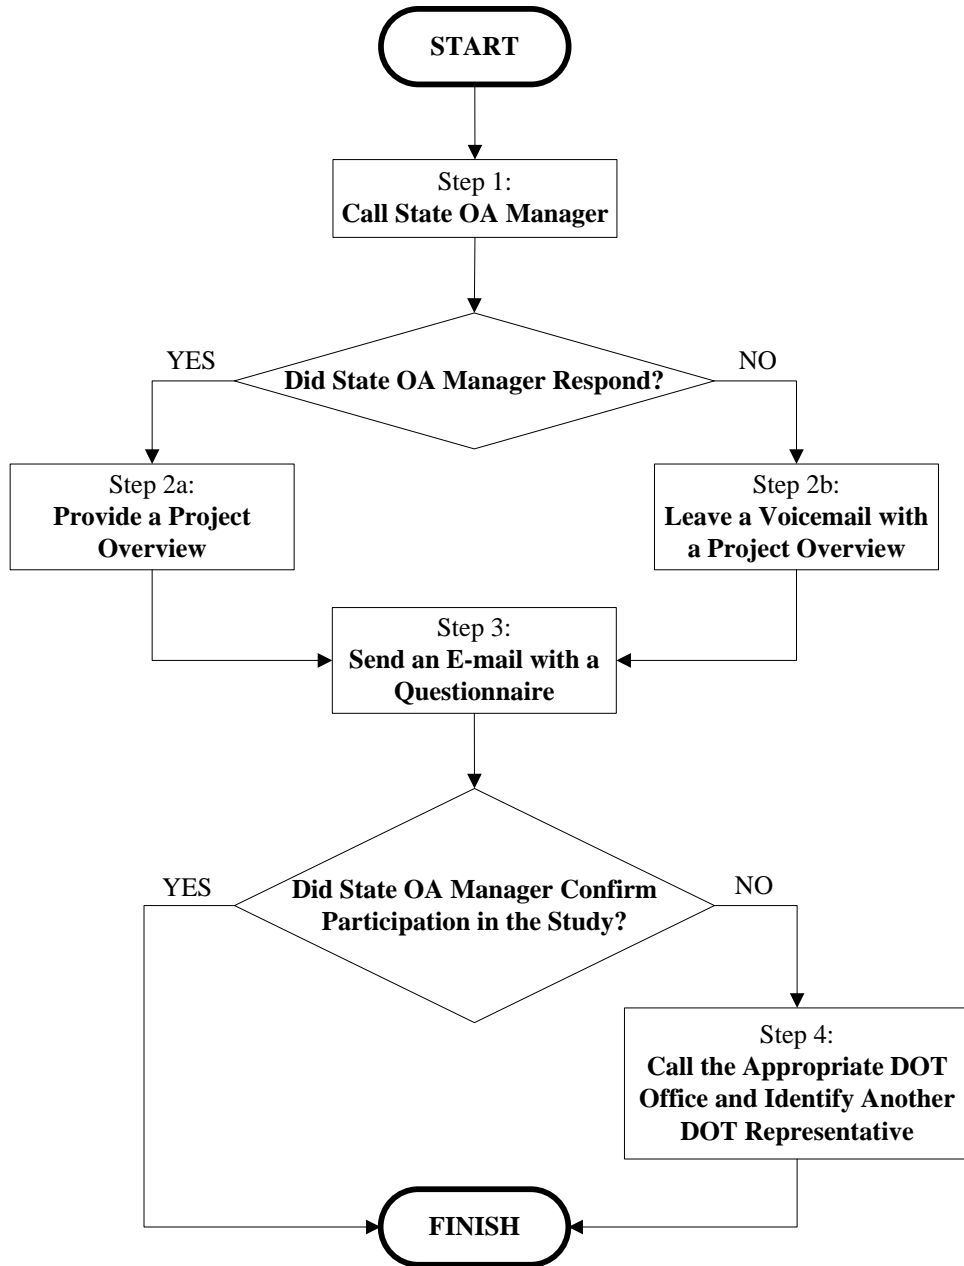 START
Step 1:
Call State OA Manager
YES
NO
Did State OA Manager Respond?
Step 2a:
Provide a Project
Overview
Step 2b:
Leave a Voicemail with
a Project Overview
Step 3:
Send an E-mail with a
Questionnaire
YES
NO
Did State OA Manager Confirm
Participation in the Study?
Step 4:
Call the Appropriate DOT
Office and Identify Another
DOT Representative
FINISH